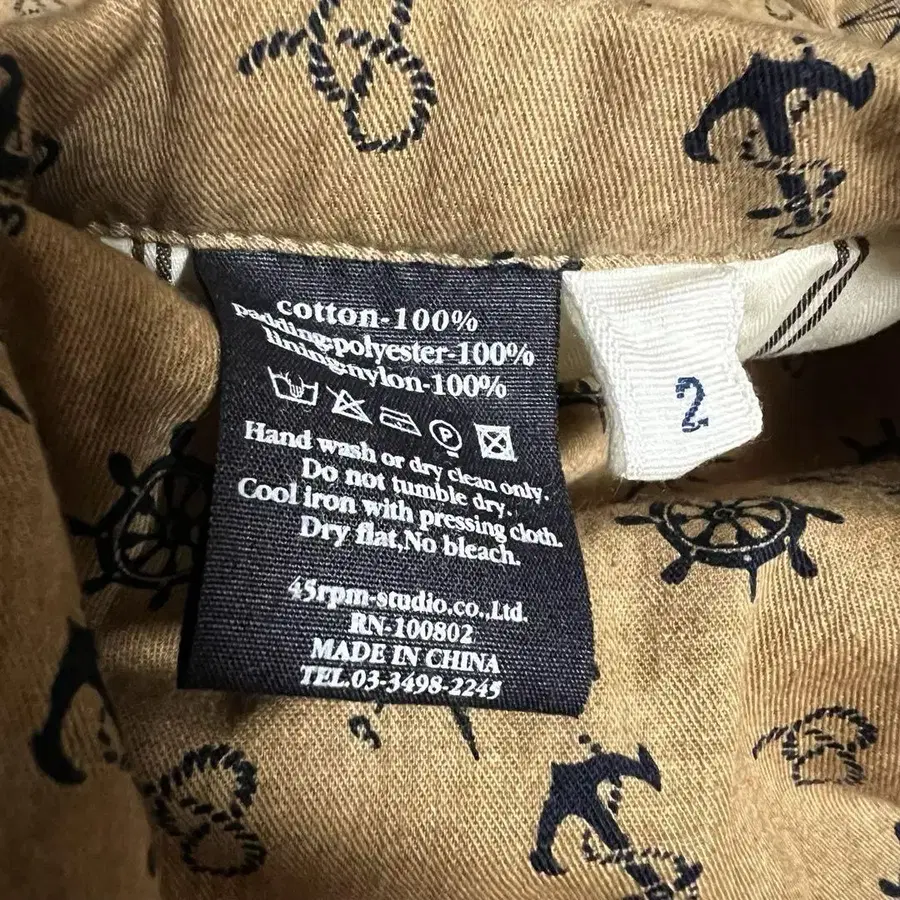 cotton-100%
padding:polyester-100%
lining:nylon-100%
P
Hand wash or dry clean only.
Do not tumble dry.
Cool iron with pressing cloth.
Dry flat,No bleach.
45rpm-studio.co.,Ltd.
RN-100802
MADE IN CHINA
TEL.03-3498-2245
2